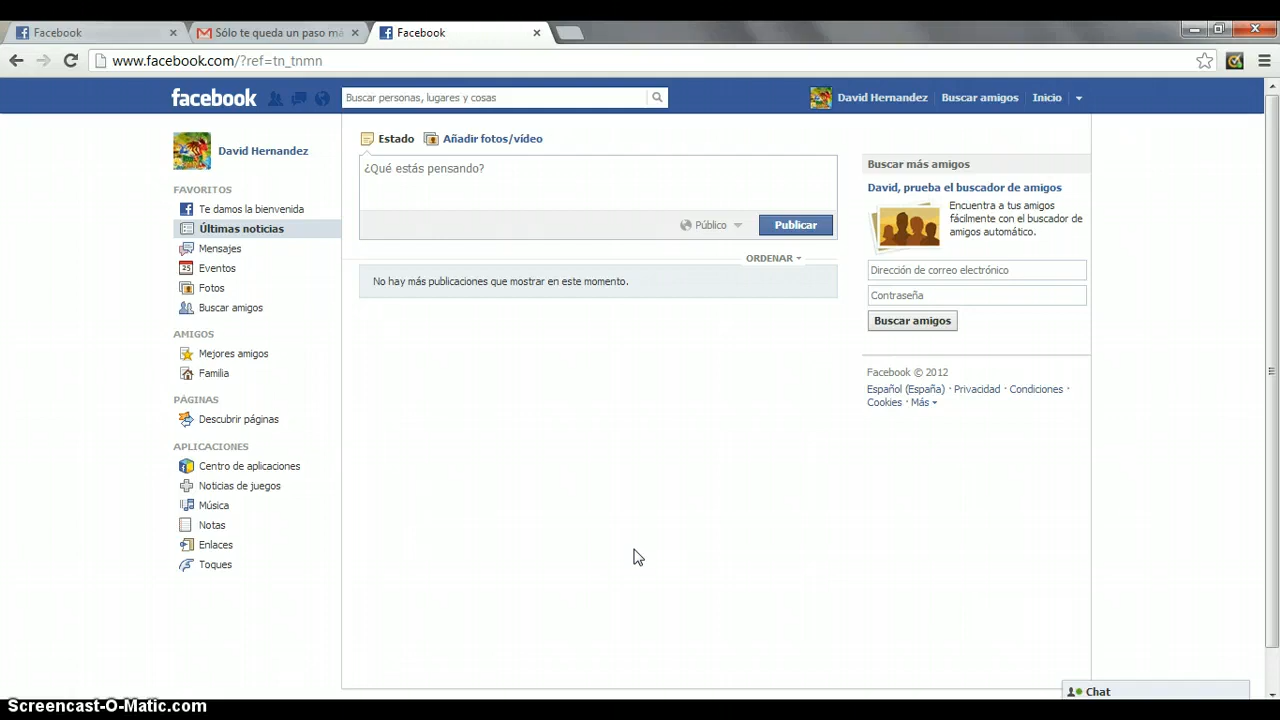 Facebook
Sólo te queda un paso má
Facebook
www.facebook.com/?ref=tn_tnmn
facebook
Buscar personas, lugares y cosas
David Hernandez
Buscar amigos
Inicio
David Hernandez
FAVORITOS
Te damos la bienvenida
Últimas noticias
Mensajes
25
Eventos
Fotos
Buscar amigos
AMIGOS
Mejores amigos
Familia
PÁGINAS
Descubrir páginas
APLICACIONES
Centro de aplicaciones
Noticias de juegos
Música
Notas
Enlaces
Toques
Estado
Añadir fotos/vídeo
¿Qué estás pensando?
Público
Publicar
ORDENAR
No hay más publicaciones que mostrar en este momento.
Buscar más amigos
David, prueba el buscador de amigos
Encuentra a tus amigos
fácilmente con el buscador de
amigos automático.
Dirección de correo electrónico
Contraseña
Buscar amigos
Facebook © 2012
Español (España) · Privacidad · Condiciones ·
Cookies · Más
Chat
Screencast-O-Matic.com